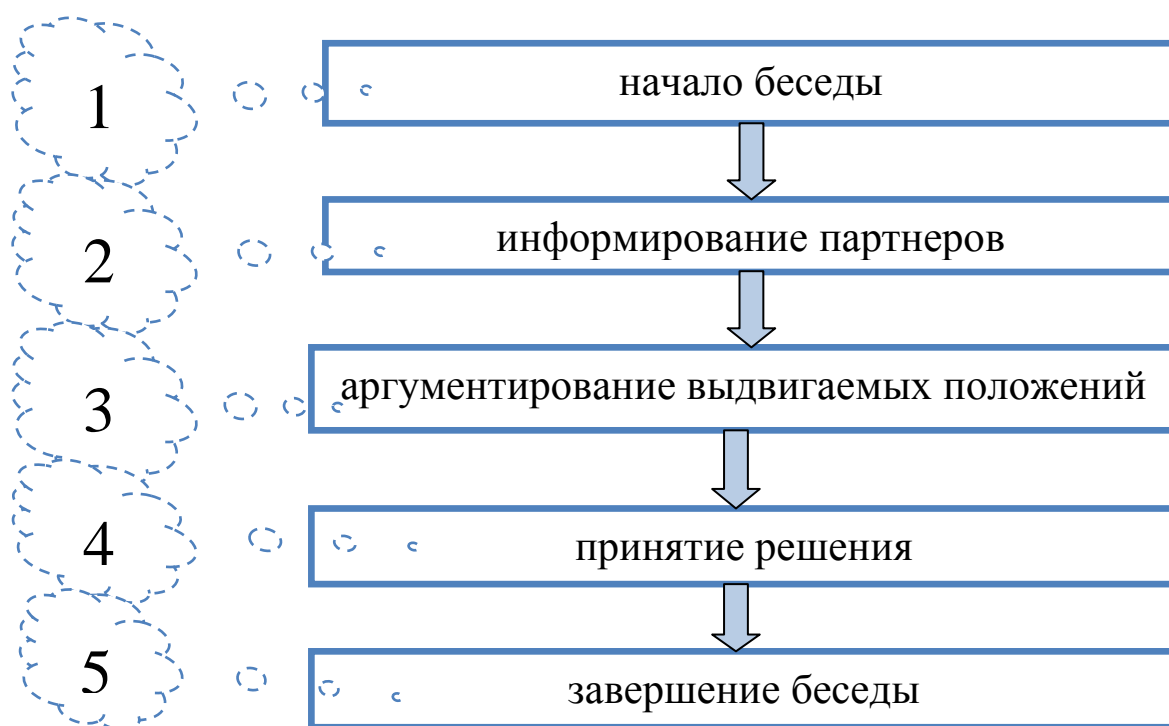 1
начало беседы
2
информирование партнеров
3
аргументирование выдвигаемых положений
4
принятие решения
5
завершение беседы